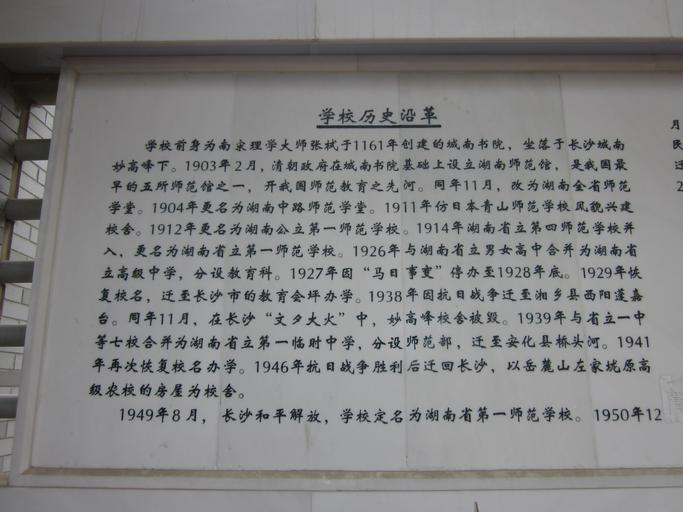 学校历史沿革
学校前身为南宋理学大师张栻于1161年创建的城南书院，坐落于长沙城南
妙高峰下。1903年2月，清朝政府在城南书院基础上设立湖南师范馆，是我国最
早的五所师范馆之一，开我国师范教育之先河。同年11月，改为湖南全省师范
学堂。1904年更名为湖南中路师范学堂。1911年仿日本青山师范学校风貌兴建
校舍。1912年更名为湖南公立第一师范学校。1914年湖南省立第四师范学校并
入，更名为湖南省立第一师范学校。1926年与湖南省立男女高中合并为湖南省
立高级中学，分设教育科。1927年因“马日事变”停办至1928年底。1929年恢
复校名，迁至长沙市的教育会坪办学。1938年因抗日战争迁至湘乡县西阳蓬嘉
台。同年11月，在长沙“文夕大火”中，妙高峰校舍被毁。1939年与省立一中
等七校合并为湖南省立第一临时中学，分设师范部，迁至安化县桥头河。1941
年再次恢复校名办学。1946年抗日战争胜利后迁回长沙，以岳麓山左家垅原高
级农校的房屋为校舍。
1949年8月，长沙和平解放，学校定名为湖南省第一师范学校。1950年12
月
民
迁
2